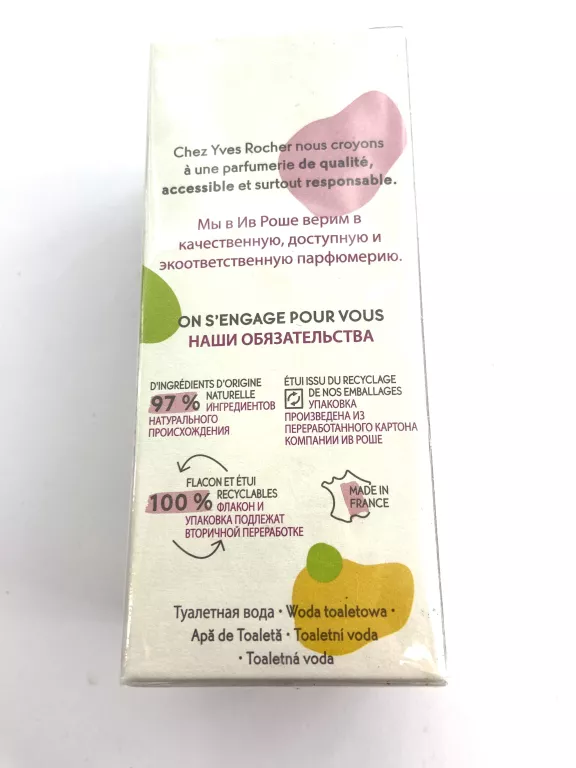 Chez Yves Rocher nous croyons
à une parfumerie de qualité,
accessible et surtout responsable.
Мы в Ив Роше верим в
качественную, доступную и
экоответственную парфюмерию.
ON S'ENGAGE POUR VOUS
НАШИ ОБЯЗАТЕЛЬСТВА
D'INGRÉDIENTS D'ORIGINE
97 % NATURELLE
ИНГРЕДИЕНТОВ
НАТУРАЛЬНОГО
ПРОИСХОЖДЕНИЯ
ÉTUI ISSU DU RECYCLAGE
DE NOS EMBALLAGES
УПАКОВКА
ПРОИЗВЕДЕНА ИЗ
ПЕРЕРАБОТАННОГО КАРТОНА
КОМПАНИИ ИВ РОШЕ
FLACON ET ÉTUI
100 % RECYCLABLES
ФЛАКОН И
УПАКОВКА ПОДЛЕЖАТ
ВТОРИЧНОЙ ПЕРЕРАБОТКЕ
MADE IN
FRANCE
Туалетная вода • Woda toaletowa •
Apă de Toaletă • Toaletní voda
• Toaletná voda